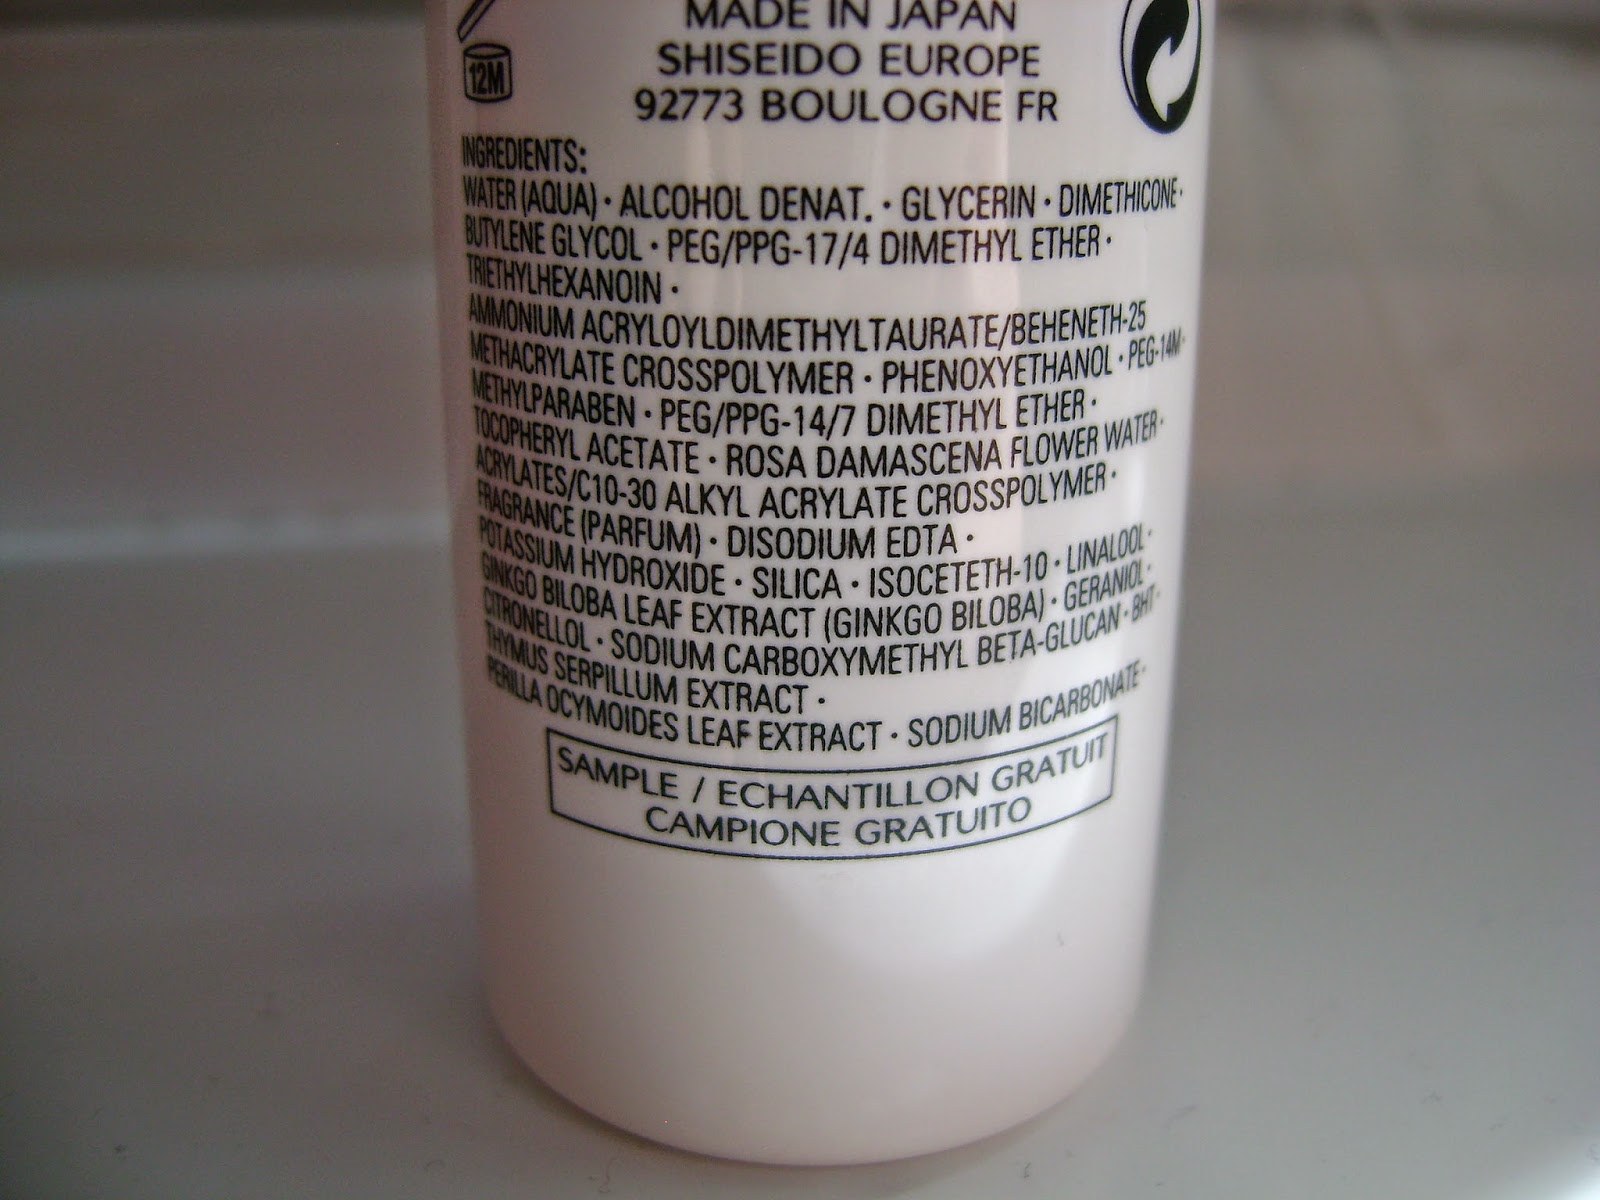 MADE IN JAPAN
SHISEIDO EUROPE
92773 BOULOGNE FR
12M
INGREDIENTS:
WATER (AQUA) · ALCOHOL DENAT. · GLYCERIN · DIMETHICONE ·
BUTYLENE GLYCOL · PEG/PPG-17/4 DIMETHYL ETHER ·
TRIETHYLHEXANOIN ·
AMMONIUM ACRYLOYLDIMETHYLTAURATE/BEHENETH-25
METHACRYLATE CROSSPOLYMER · PHENOXYETHANOL · PEG-14M ·
METHYLPARABEN · PEG/PPG-14/7 DIMETHYL ETHER ·
TOCOPHERYL ACETATE · ROSA DAMASCENA FLOWER WATER ·
ACRYLATES/C10-30 ALKYL ACRYLATE CROSSPOLYMER ·
FRAGRANCE (PARFUM) · DISODIUM EDTA ·
POTASSIUM HYDROXIDE · SILICA · ISOCETETH-10 · LINALOOL ·
GINKGO BILOBA LEAF EXTRACT (GINKGO BILOBA) · GERANIOL ·
CITRONELLOL · SODIUM CARBOXYMETHYL BETA-GLUCAN · BHT ·
THYMUS SERPILLUM EXTRACT ·
PERILLA OCYMOIDES LEAF EXTRACT · SODIUM BICARBONATE ·
SAMPLE / ECHANTILLON GRATUIT
CAMPIONE GRATUITO